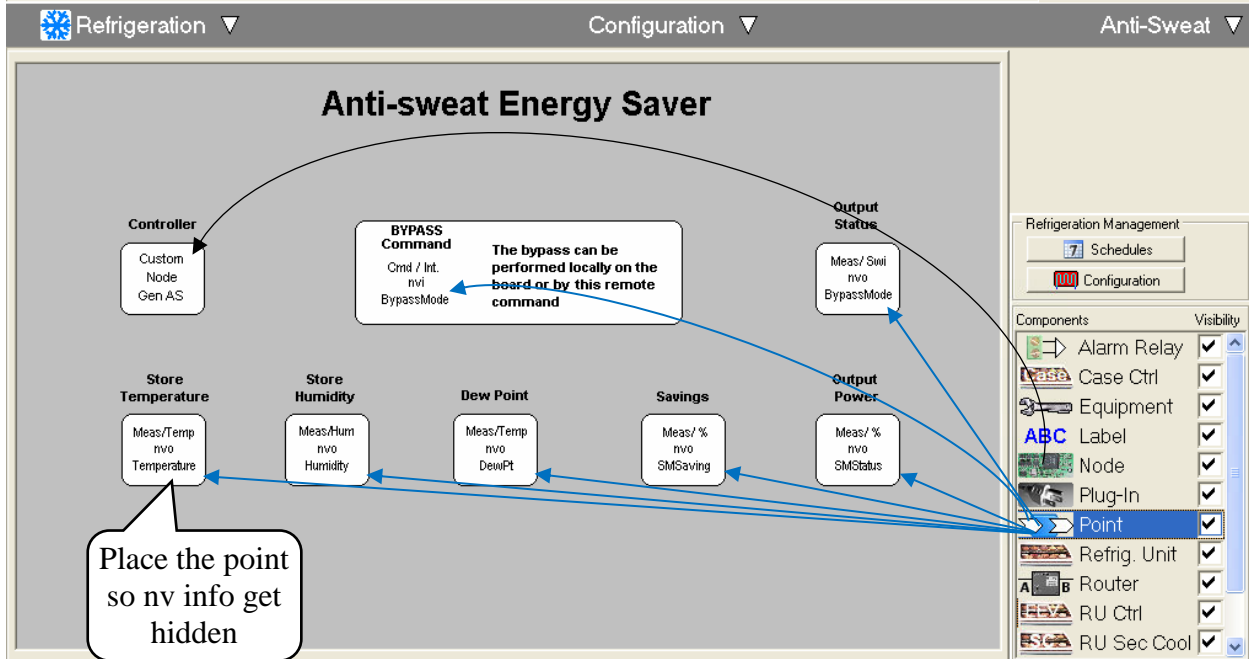 Refrigeration
Configuration
Anti-Sweat
Anti-sweat Energy Saver
Controller
Custom
Node
Gen AS
BYPASS
Command
Cmd / Int.
nvi
BypassMode
The bypass can be
performed locally on the
board or by this remote
command
Output
Status
Meas/ Swi
nvo
BypassMode
Store
Temperature
Meas/Temp
nvo
Temperature
Store
Humidity
Meas/Hum
nvo
Humidity
Dew Point
Meas/Temp
nvo
DewPt
Savings
Meas/ %
nvo
SMSaving
Output
Power
Meas/ %
nvo
SMStatus
Place the point
so nv info get
hidden
Refrigeration Management
7 Schedules
Configuration
Components Visibility
Alarm Relay
Case Case Ctrl
Equipment
ABC Label
Node
Plug-In
Point
Refrig. Unit
A B Router
RU Ctrl
RU Sec Cool